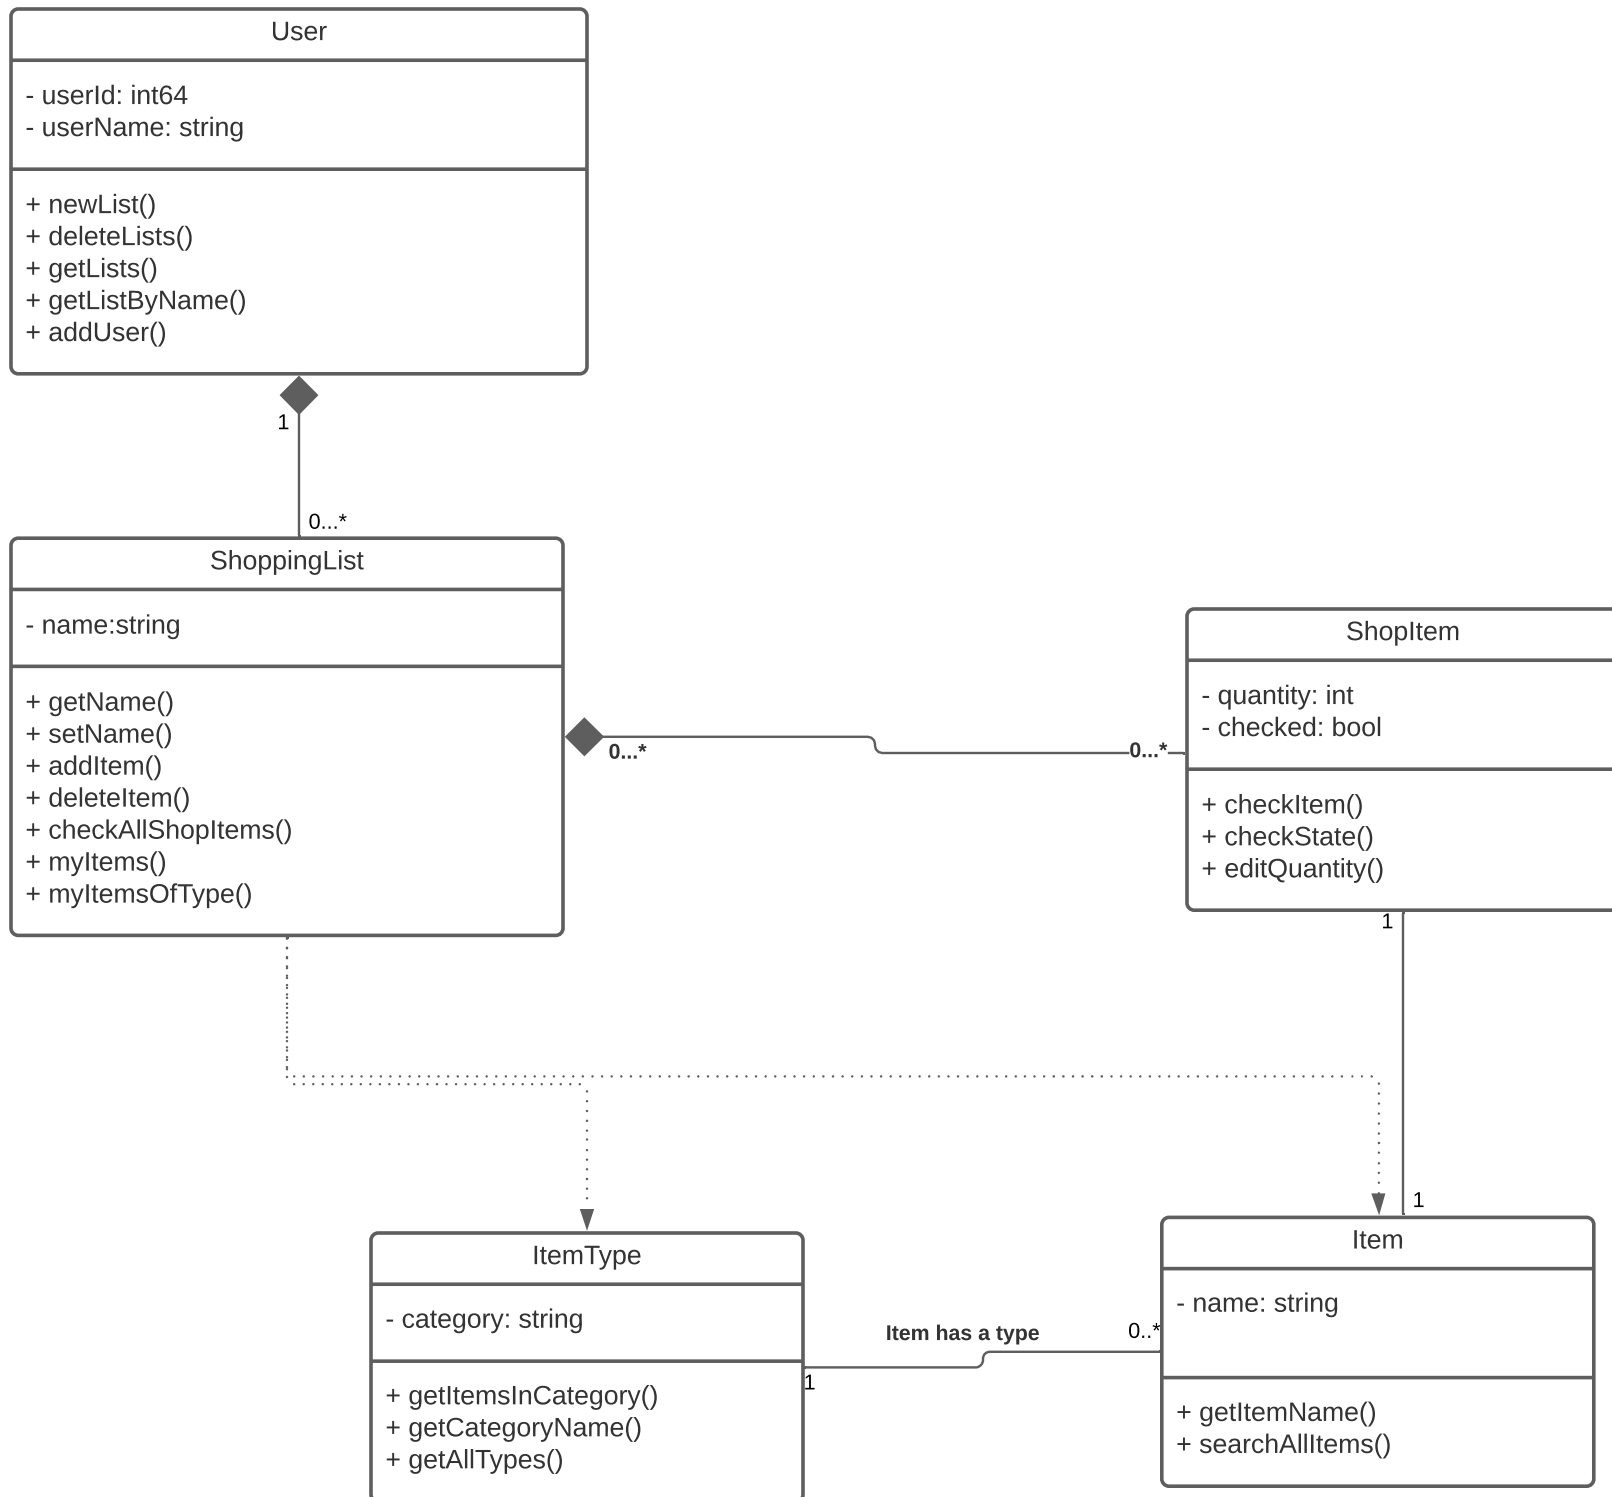 User
- userId: int64
- userName: string
+ newList()
+ deleteLists()
+ getLists()
+ getListByName()
+ addUser()
1
0...*
ShoppingList
- name:string
+ getName()
+ setName()
+ addItem()
+ deleteItem()
+ checkAllShopItems()
+ myItems()
+ myItemsOfType()
0...*
0...*
ShopItem
- quantity: int
- checked: bool
+ checkItem()
+ checkState()
+ editQuantity()
1
1
ItemType
- category: string
+ getItemsInCategory()
+ getCategoryName()
+ getAllTypes()
Item has a type
1
0..*
Item
- name: string
+ getItemName()
+ searchAllItems()